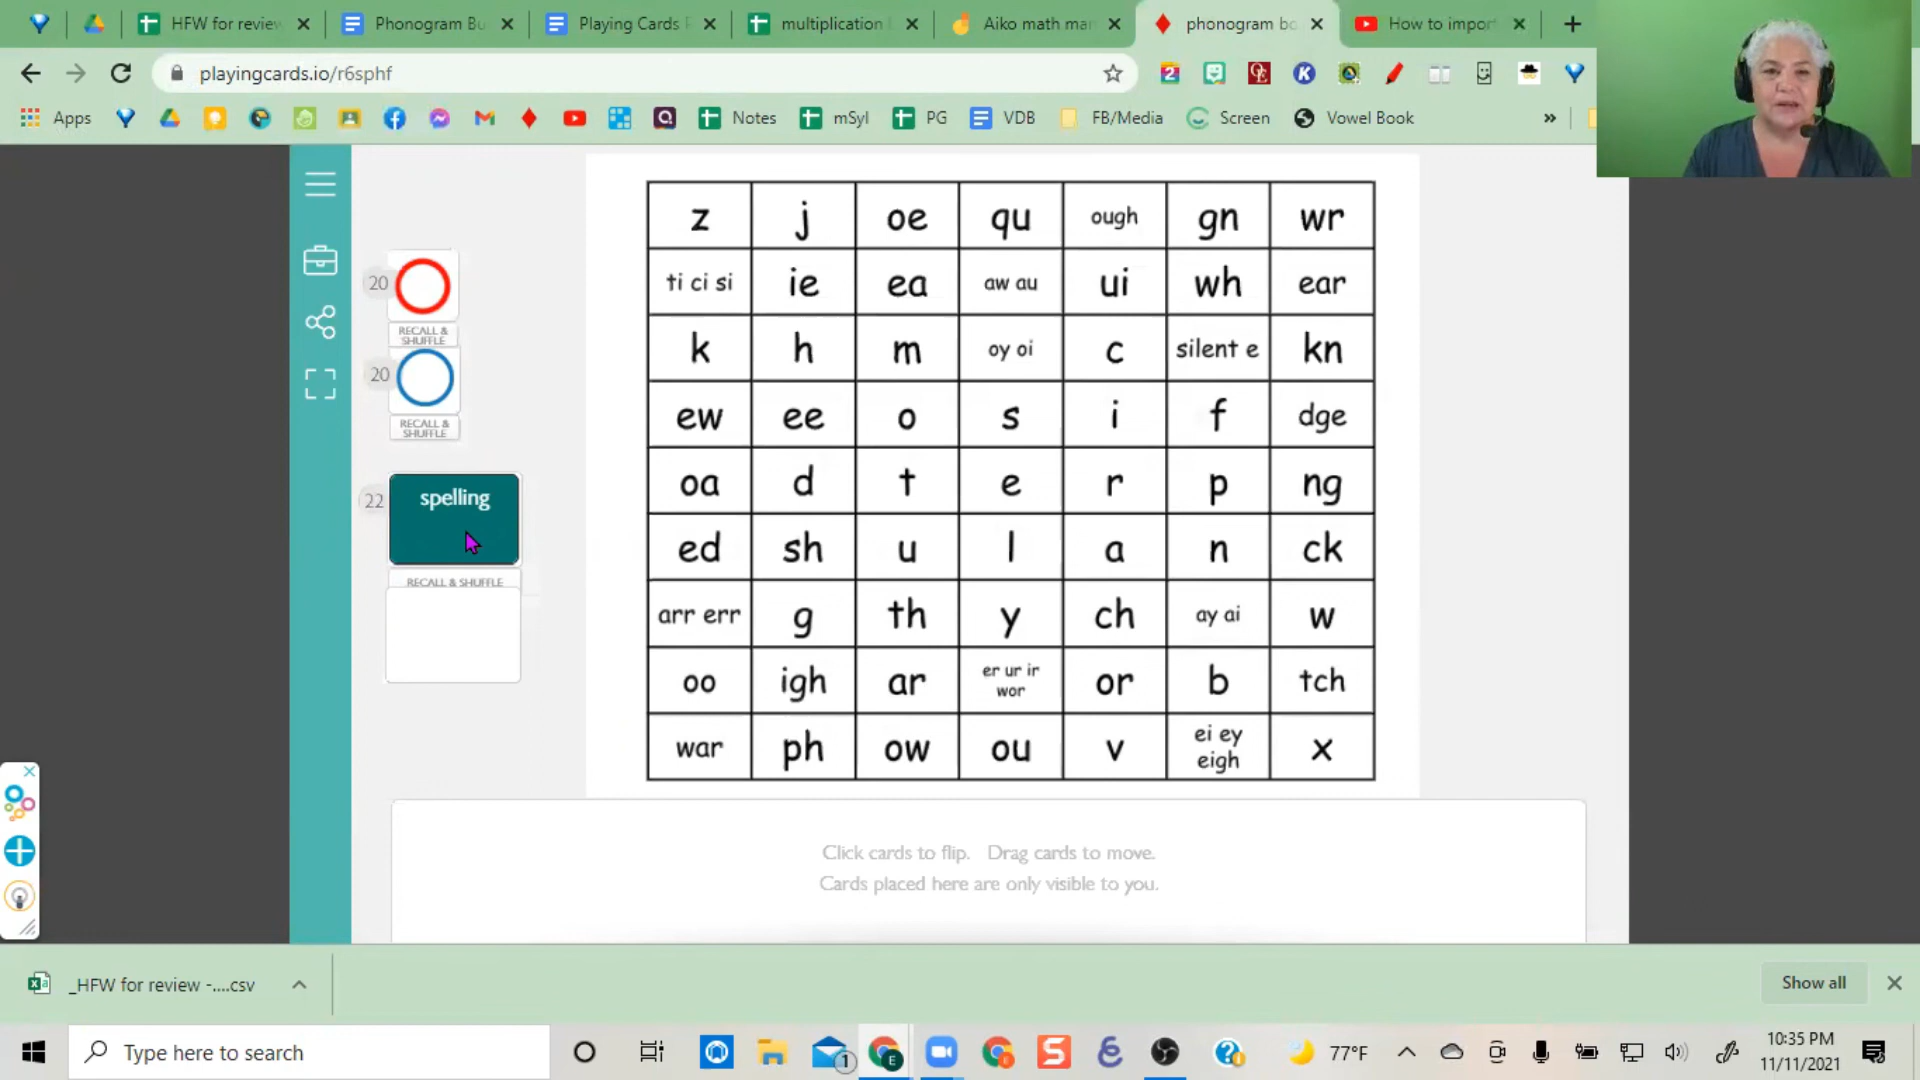 HFW for review
Phonogram Bu
Playing Cards
multiplication
Aiko math man
phonogram bo
How to impor
playingcards.io/r6sphf
Apps
Notes
mSyl
PG
VDB
FB/Media
Screen
Vowel Book
z j oe qu ough gn wr
ti ci si ie ea aw au ui wh ear
k h m oy oi c silent e kn
ew ee o s i f dge
oa d t e r p ng
ed sh u l a n ck
arr err g th y ch ay ai w
oo igh ar er ur ir wor or b tch
war ph ow ou v ei ey eigh x
20
RECALL &
SHUFFLE
20
RECALL &
SHUFFLE
22
spelling
RECALL & SHUFFLE
Click cards to flip. Drag cards to move.
Cards placed here are only visible to you.
_HFW for review -....csv
Show all
Type here to search
1
E
77°F
10:35 PM
11/11/2021